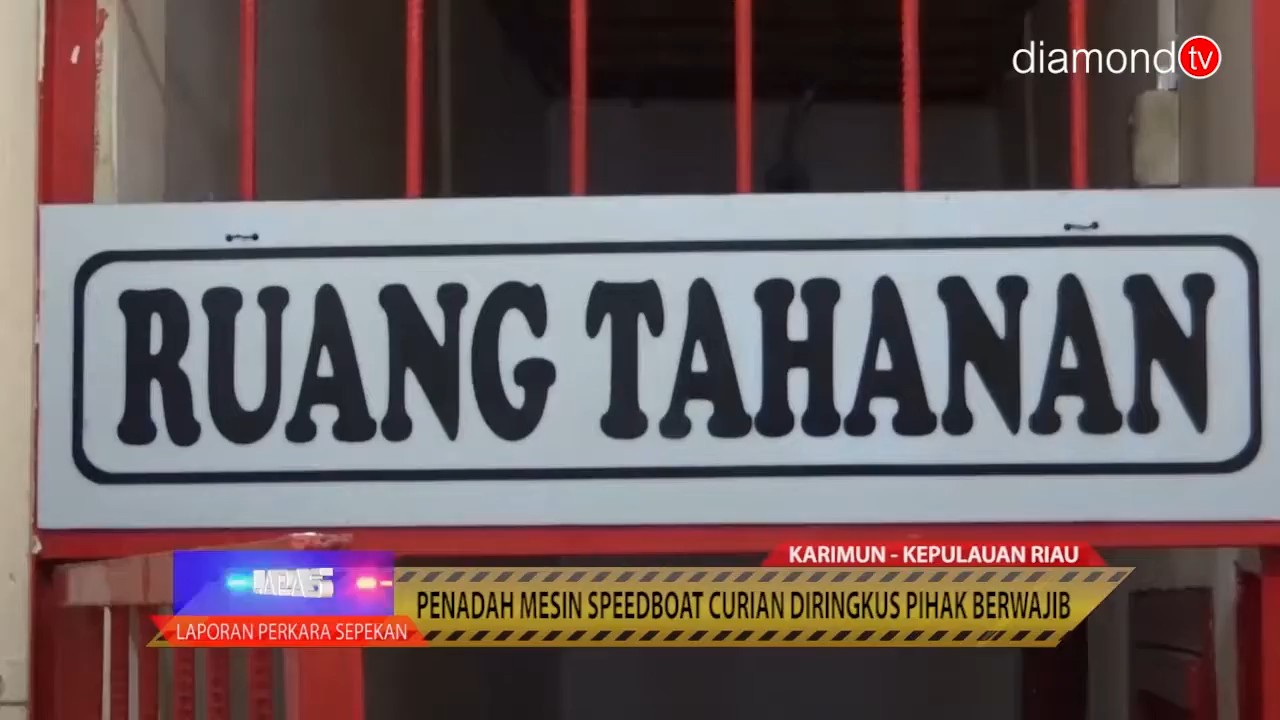 diamond tv
RUANG TAHANAN
KARIMUN - KEPULAUAN RIAU
PENADAH MESIN SPEEDBOAT CURIAN DIRINGKUS PIHAK BERWAJIB
LAPORAN PERKARA SEPEKAN